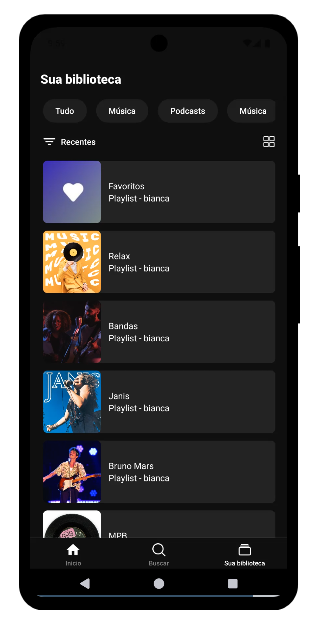 Sua biblioteca
Tudo
Música
Podcasts
Música
Recentes
Favoritos
Playlist - bianca
MUSIC
Relax
Playlist - bianca
Bandas
Playlist - bianca
JANIS
Janis
Playlist - bianca
Bruno Mars
Playlist - bianca
MPB
Inicio
Buscar
Sua biblioteca